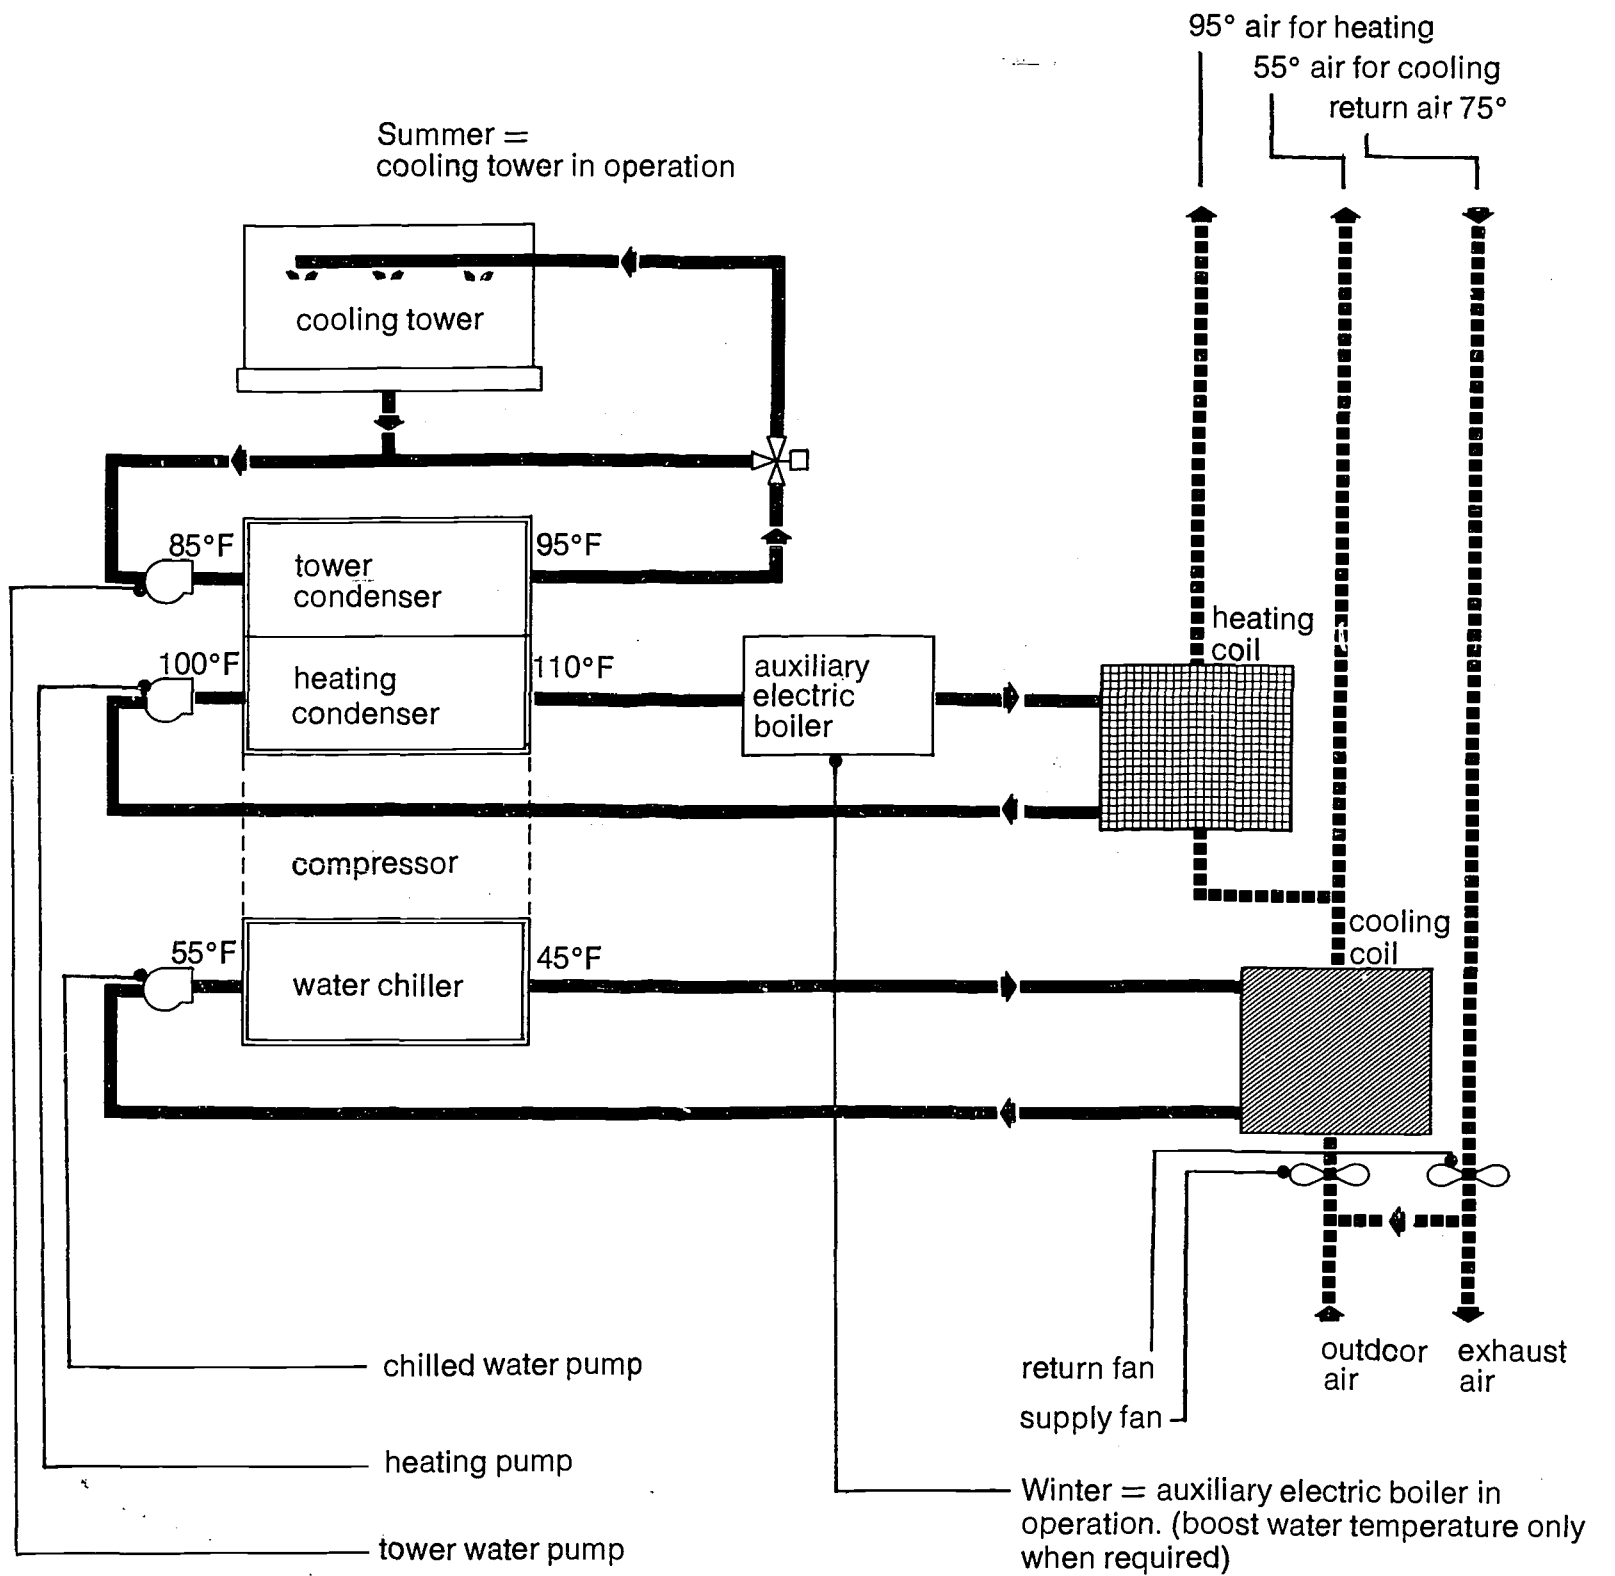 95° air for heating
55° air for cooling
return air 75°
Summer =
cooling tower in operation
cooling tower
85°F
95°F
tower
condenser
100°F
110°F
heating
condenser
auxiliary
electric
boiler
heating
coil
compressor
cooling
coil
55°F
45°F
water chiller
outdoor
air
exhaust
air
return fan
supply fan
chilled water pump
heating pump
tower water pump
Winter = auxiliary electric boiler in
operation. (boost water temperature only
when required)